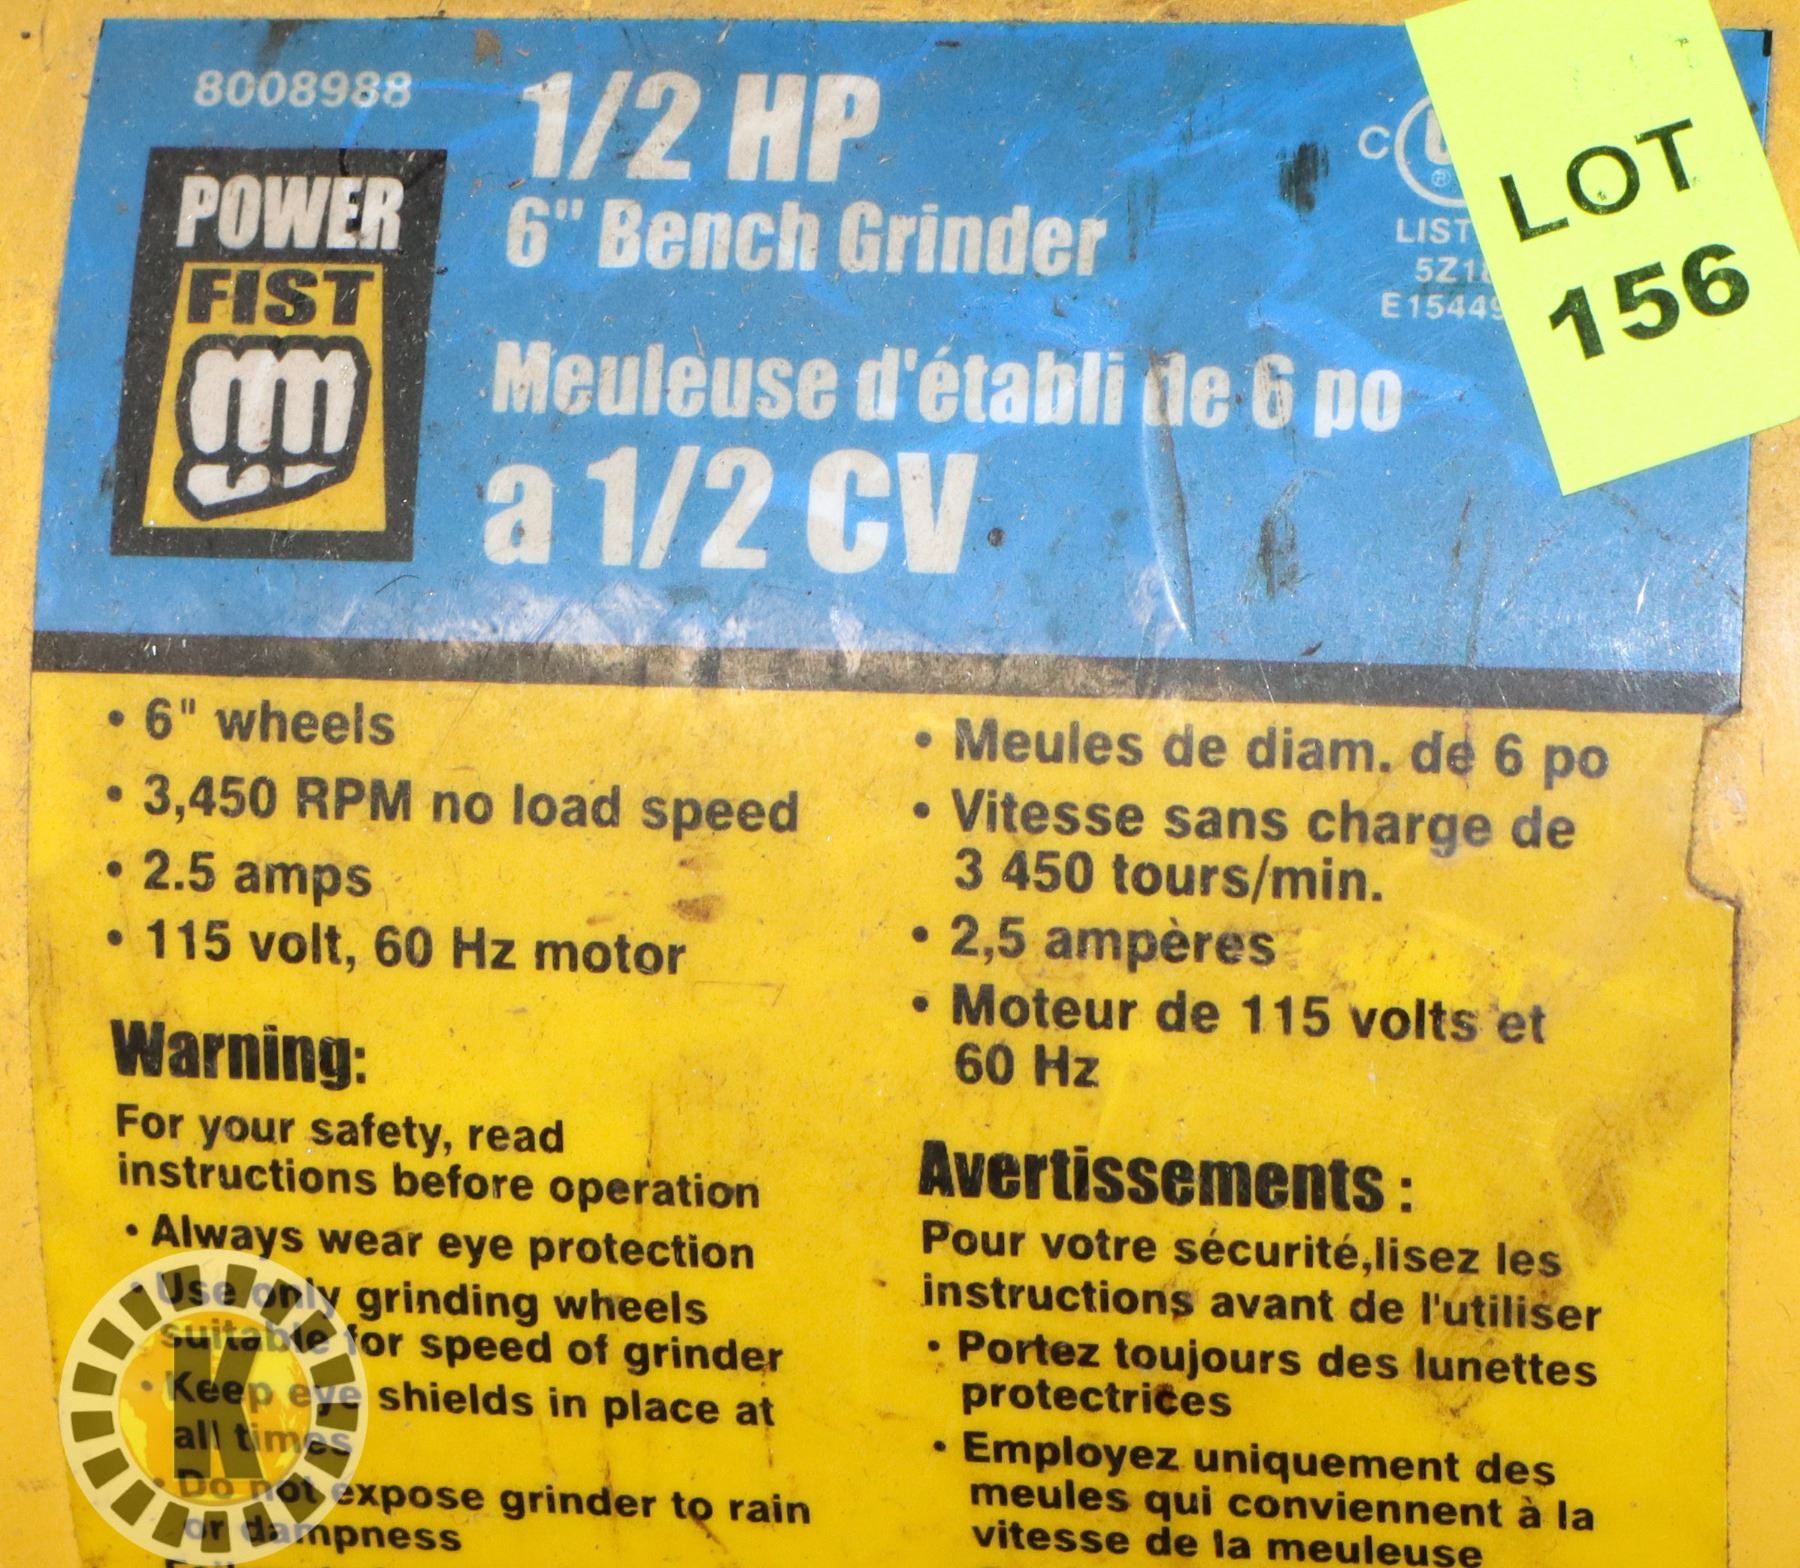 8008988
POWER
FIST
1/2 HP
6" Bench Grinder
Meuleuse d'établi de 6 po
a 1/2 CV
C
LOT
156
• 6" wheels
• 3,450 RPM no load speed
• 2.5 amps
• 115 volt, 60 Hz motor
Warning:
For your safety, read
instructions before operation
• Always wear eye protection
• Use only grinding wheels
suitable for speed of grinder
• Keep eye shields in place at
all times
• Do not expose grinder to rain
or dampness
• Meules de diam. de 6 po
• Vitesse sans charge de
3 450 tours/min.
• 2,5 ampères
• Moteur de 115 volts et
60 Hz
Avertissements :
Pour votre sécurité,lisez les
instructions avant de l'utiliser
• Portez toujours des lunettes
protectrices
• Employez uniquement des
meules qui conviennent à la
vitesse de la meuleuse
K